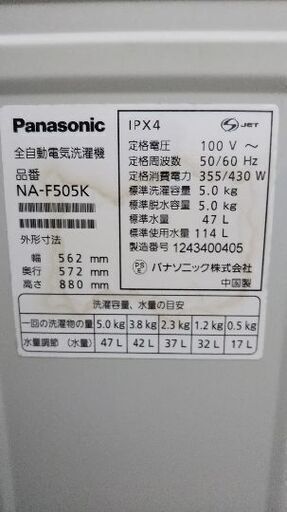 Panasonic
全自動電気洗濯機
品番
NA-F505K
外形寸法
幅 562 mm
奥行 572 mm
高さ 880 mm
IPX4
JET
定格電圧 100 V ～
定格周波数 50/60 Hz
定格消費電力 355/430 W
標準洗濯容量 5.0 kg
標準脱水容量 5.0 kg
標準水量 47 L
標準使用水量 114 L
製造番号 1243400405
PSE パナソニック株式会社
中国製
洗濯容量、水量の目安
一回の洗濯物の量 5.0 kg 3.8 kg 2.3 kg 1.2 kg 0.5 kg
水量調節（水量） 47 L 42 L 37 L 32 L 17 L